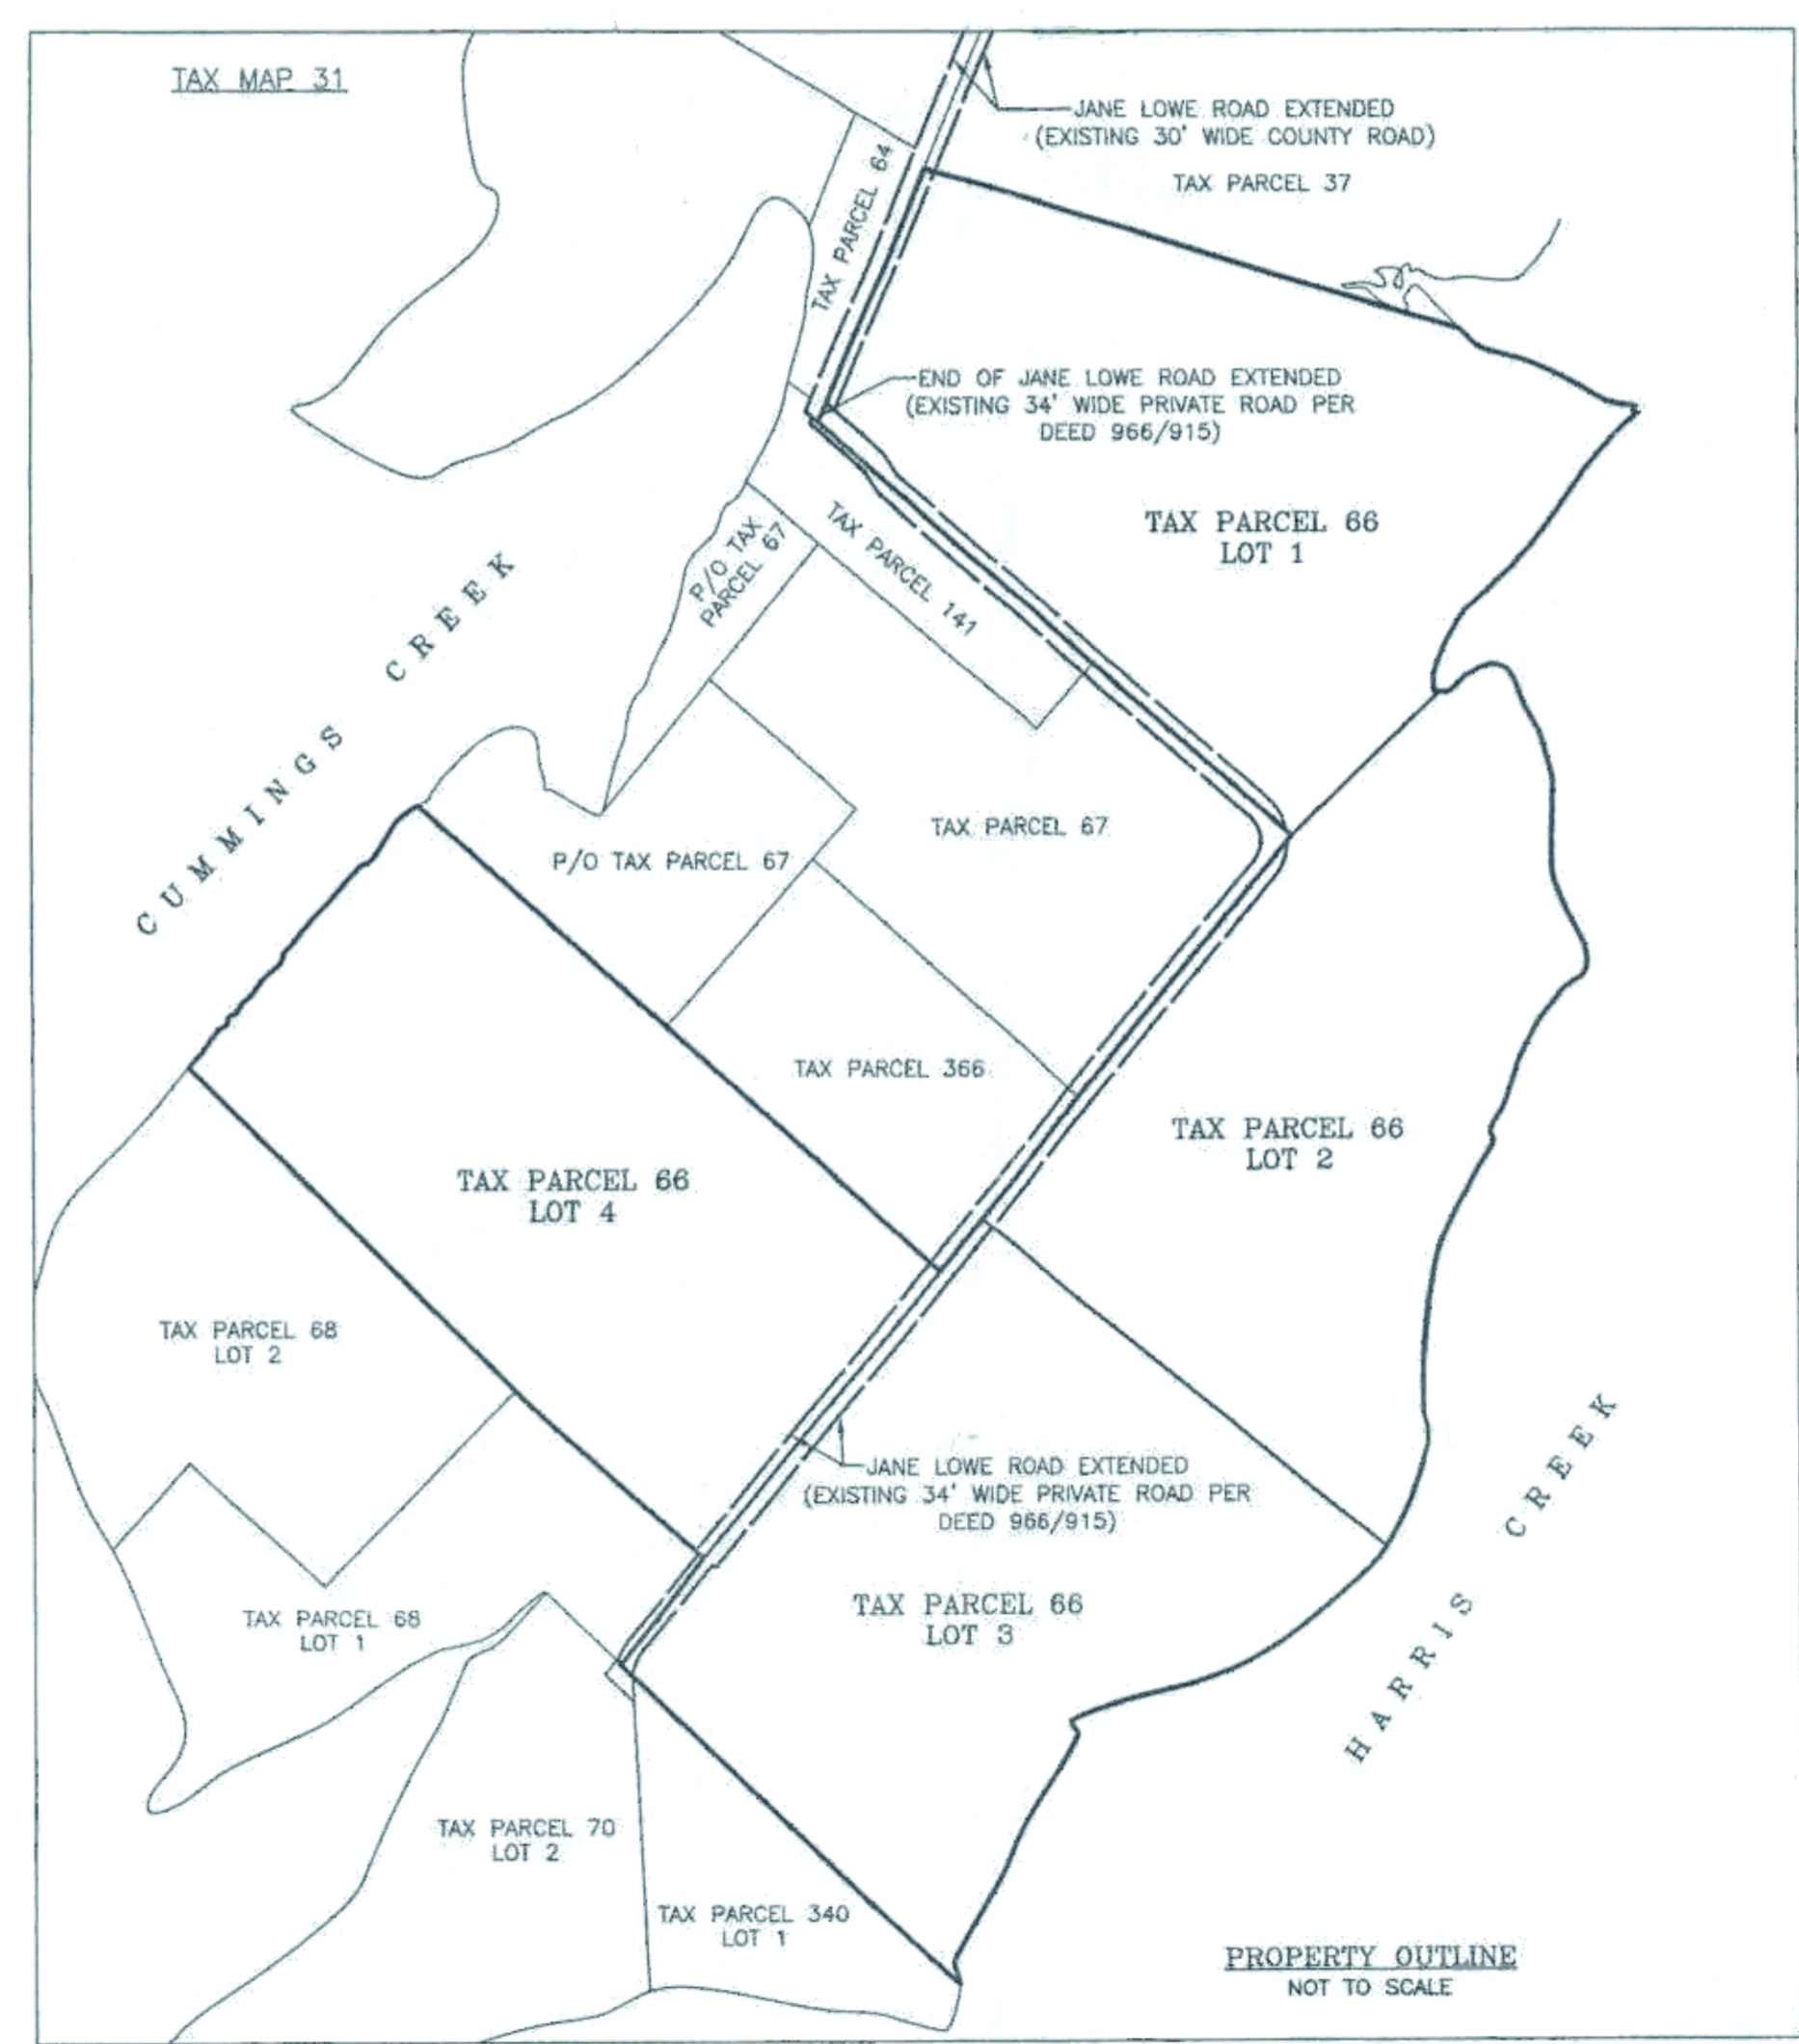 TAX MAP 31
JANE LOWE ROAD EXTENDED
(EXISTING 30' WIDE COUNTY ROAD)
TAX PARCEL 37
TAX PARCEL 64
END OF JANE LOWE ROAD EXTENDED
(EXISTING 34' WIDE PRIVATE ROAD PER
DEED 966/915)
TAX PARCEL 66
LOT 1
P/O TAX
PARCEL 67
TAX PARCEL 141
CUMMINGS CREEK
TAX PARCEL 67
P/O TAX PARCEL 67
TAX PARCEL 366
TAX PARCEL 66
LOT 2
TAX PARCEL 66
LOT 4
TAX PARCEL 68
LOT 2
JANE LOWE ROAD EXTENDED
(EXISTING 34' WIDE PRIVATE ROAD PER
DEED 966/915)
HARRIS CREEK
TAX PARCEL 66
LOT 3
TAX PARCEL 68
LOT 1
TAX PARCEL 70
LOT 2
TAX PARCEL 340
LOT 1
PROPERTY OUTLINE
NOT TO SCALE